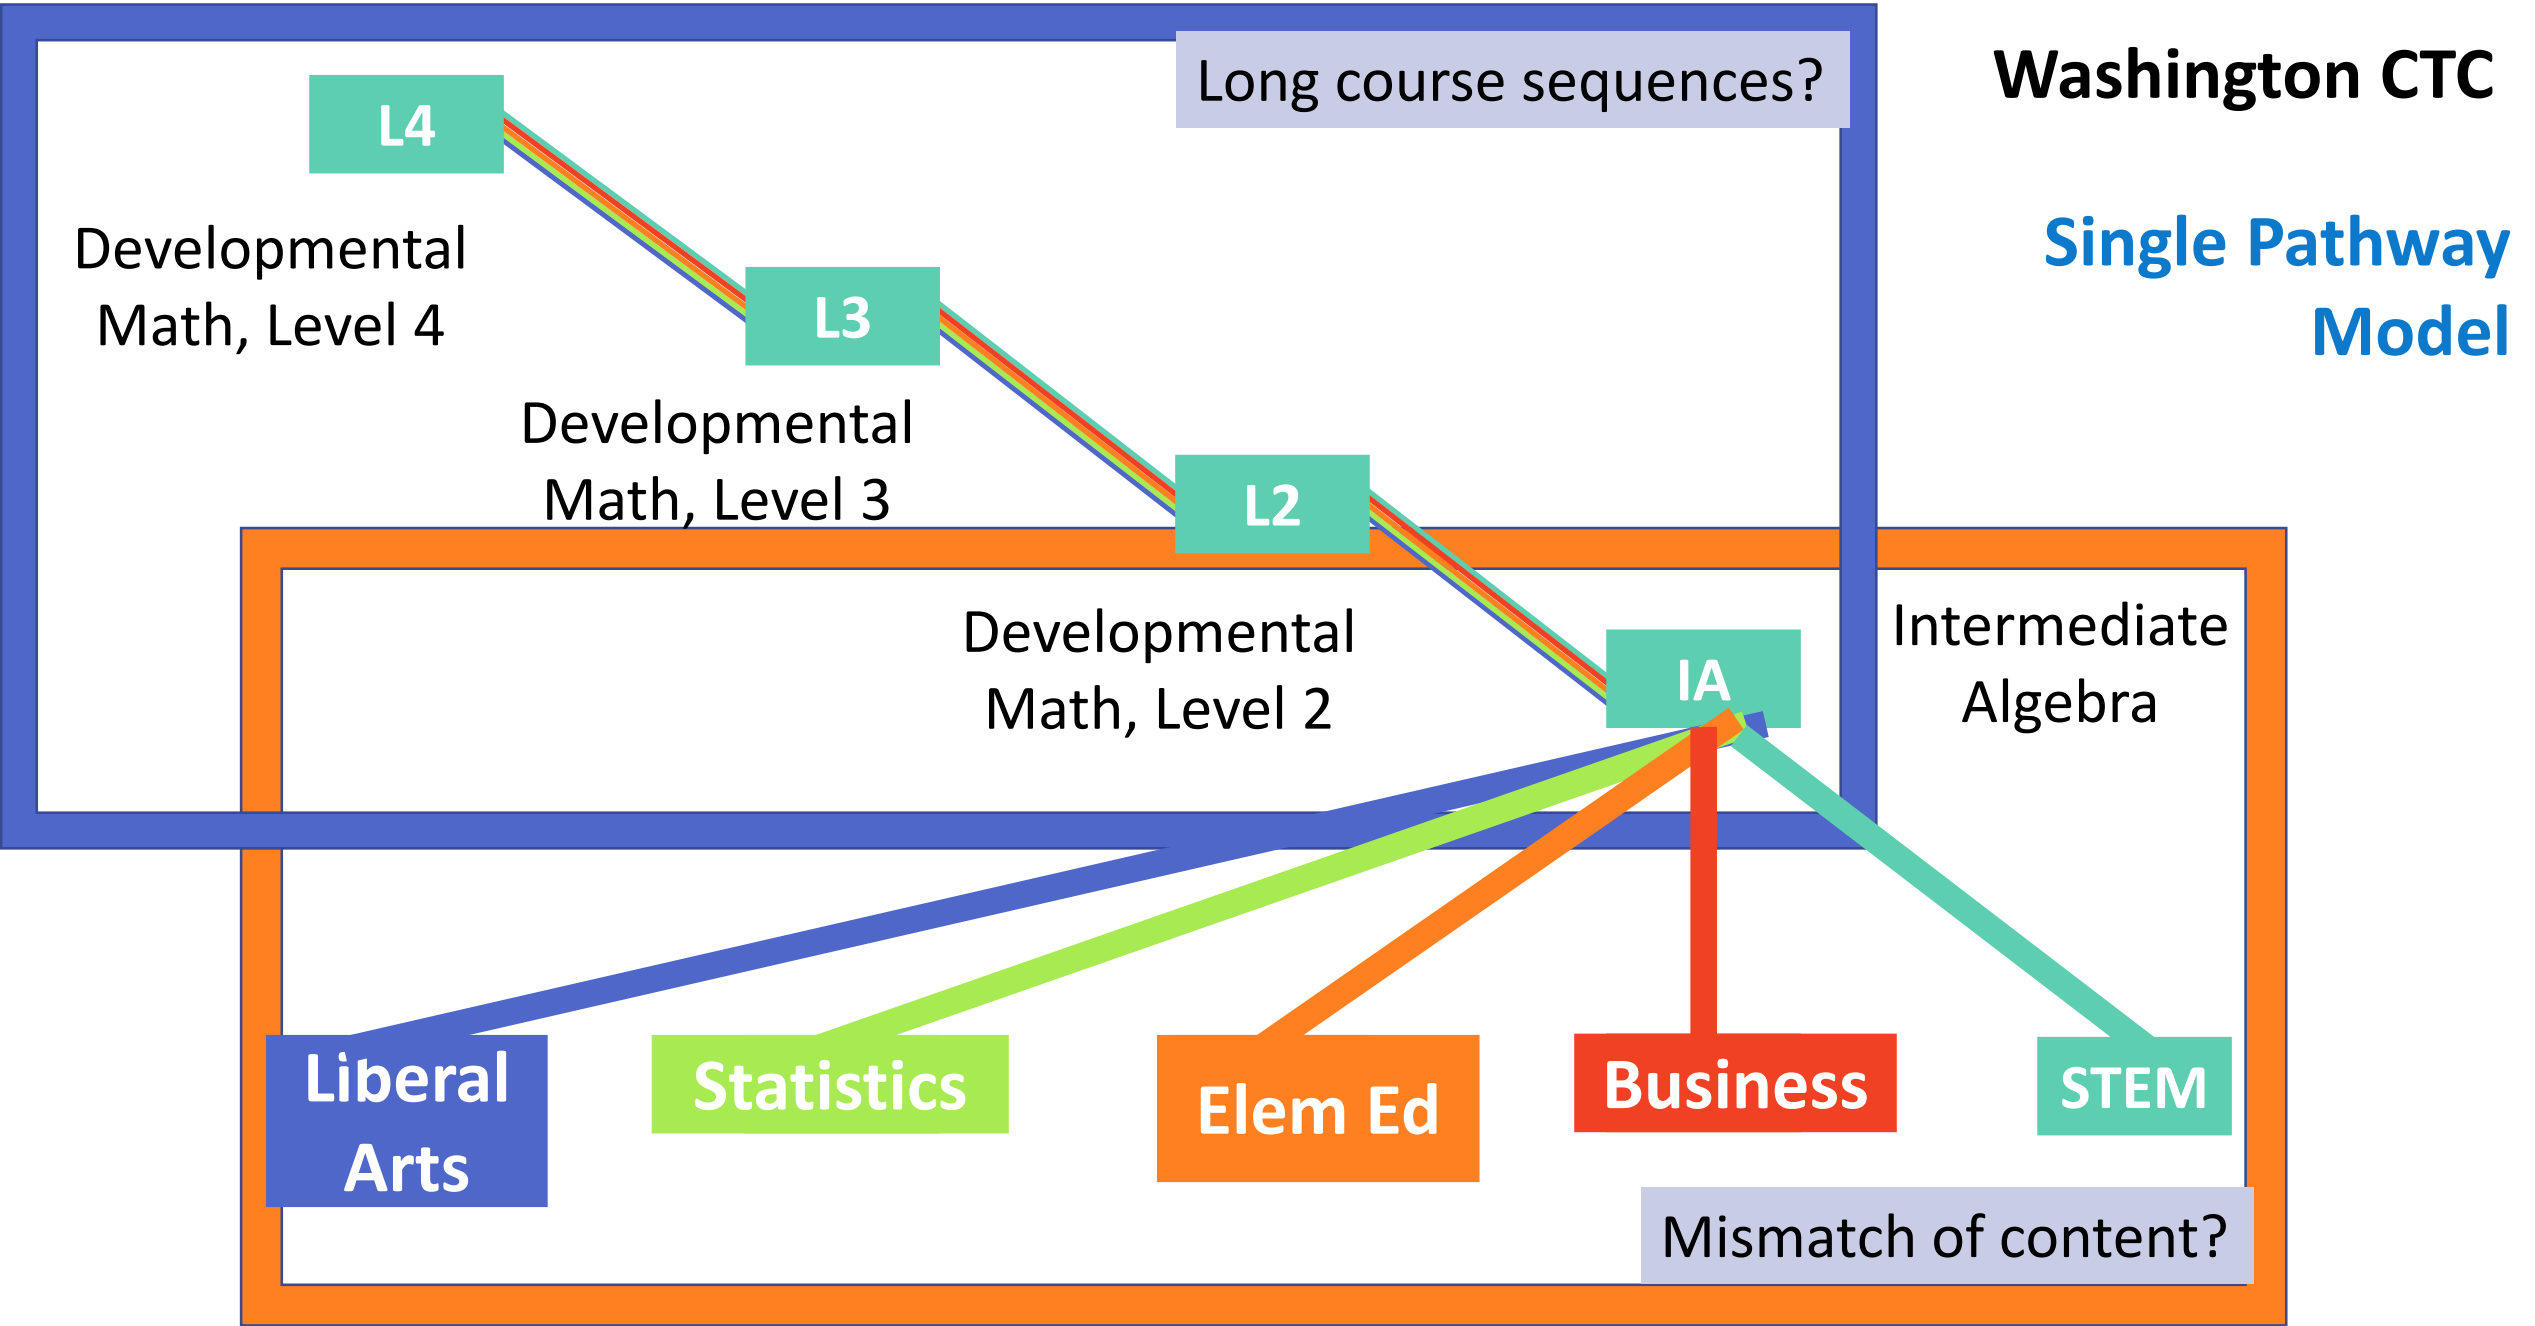 Long course sequences?
Washington CTC
Single Pathway
Model
L4
Developmental
Math, Level 4
L3
Developmental
Math, Level 3
L2
Developmental
Math, Level 2
IA
Intermediate
Algebra
Liberal
Arts
Statistics
Elem Ed
Business
STEM
Mismatch of content?